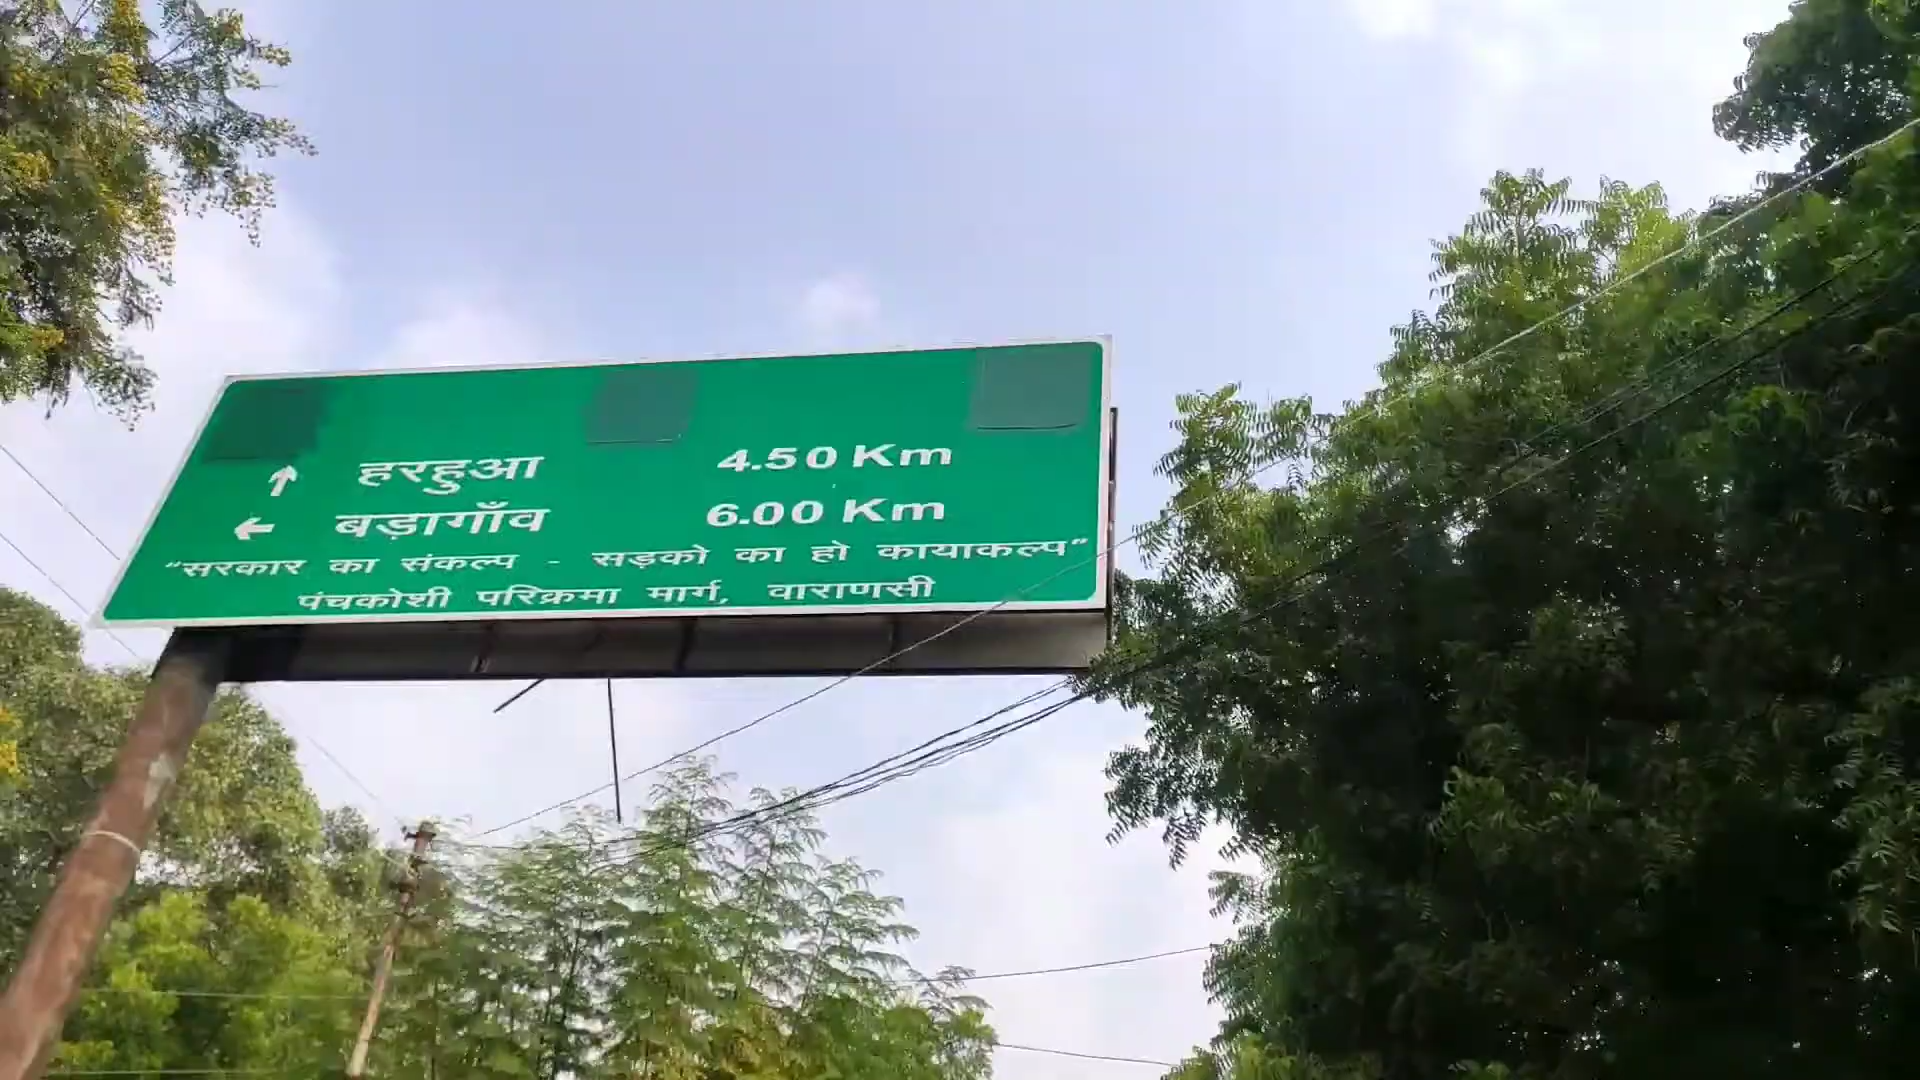 ↑ हरहुआ 4.50 Km
← बड़ागाँव 6.00 Km
“सरकार का संकल्प - सड़को का हो कायाकल्प”
पंचकोशी परिक्रमा मार्ग, वाराणसी